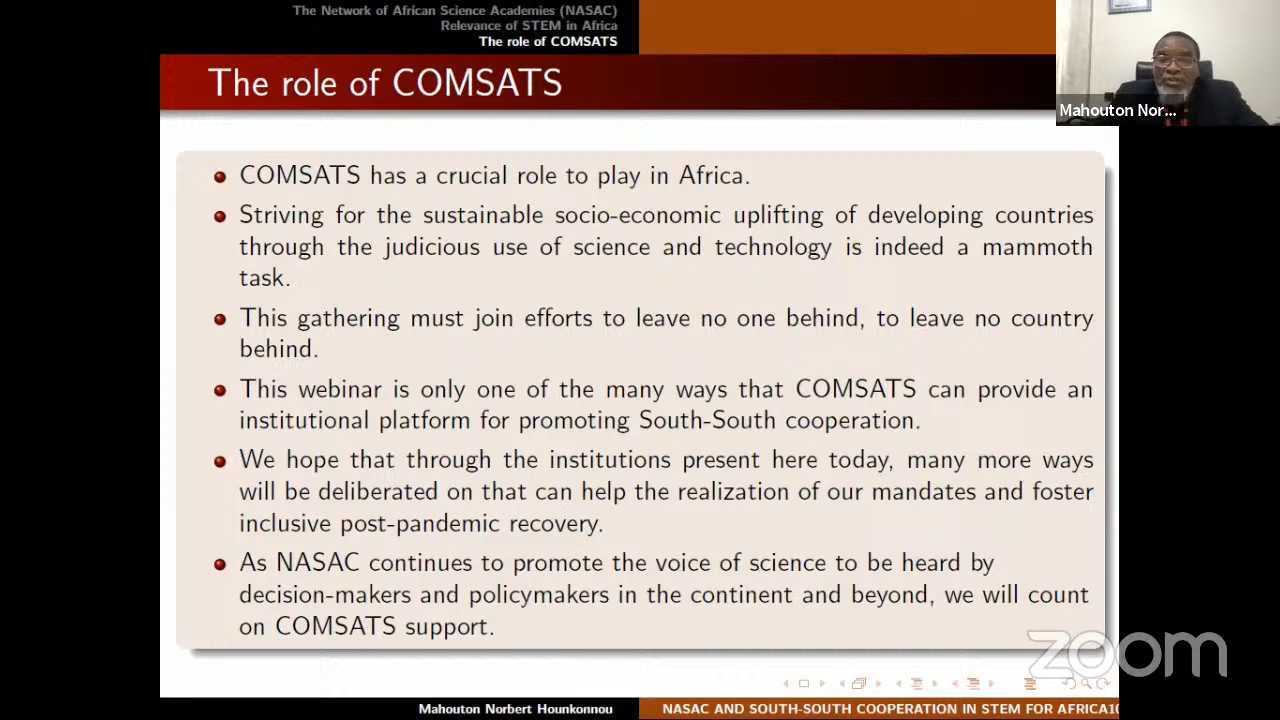 The Network of African Science Academies (NASAC)
Relevance of STEM in Africa
The role of COMSATS
The role of COMSATS
Mahouton Nor...
COMSATS has a crucial role to play in Africa.
Striving for the sustainable socio-economic uplifting of developing countries
through the judicious use of science and technology is indeed a mammoth
task.
This gathering must join efforts to leave no one behind, to leave no country
behind.
This webinar is only one of the many ways that COMSATS can provide an
institutional platform for promoting South-South cooperation.
We hope that through the institutions present here today, many more ways
will be deliberated on that can help the realization of our mandates and foster
inclusive post-pandemic recovery.
As NASAC continues to promote the voice of science to be heard by
decision-makers and policymakers in the continent and beyond, we will count
on COMSATS support.
zoom
Mahouton Norbert Hounkonnou
NASAC AND SOUTH-SOUTH COOPERATION IN STEM FOR AFRICA10